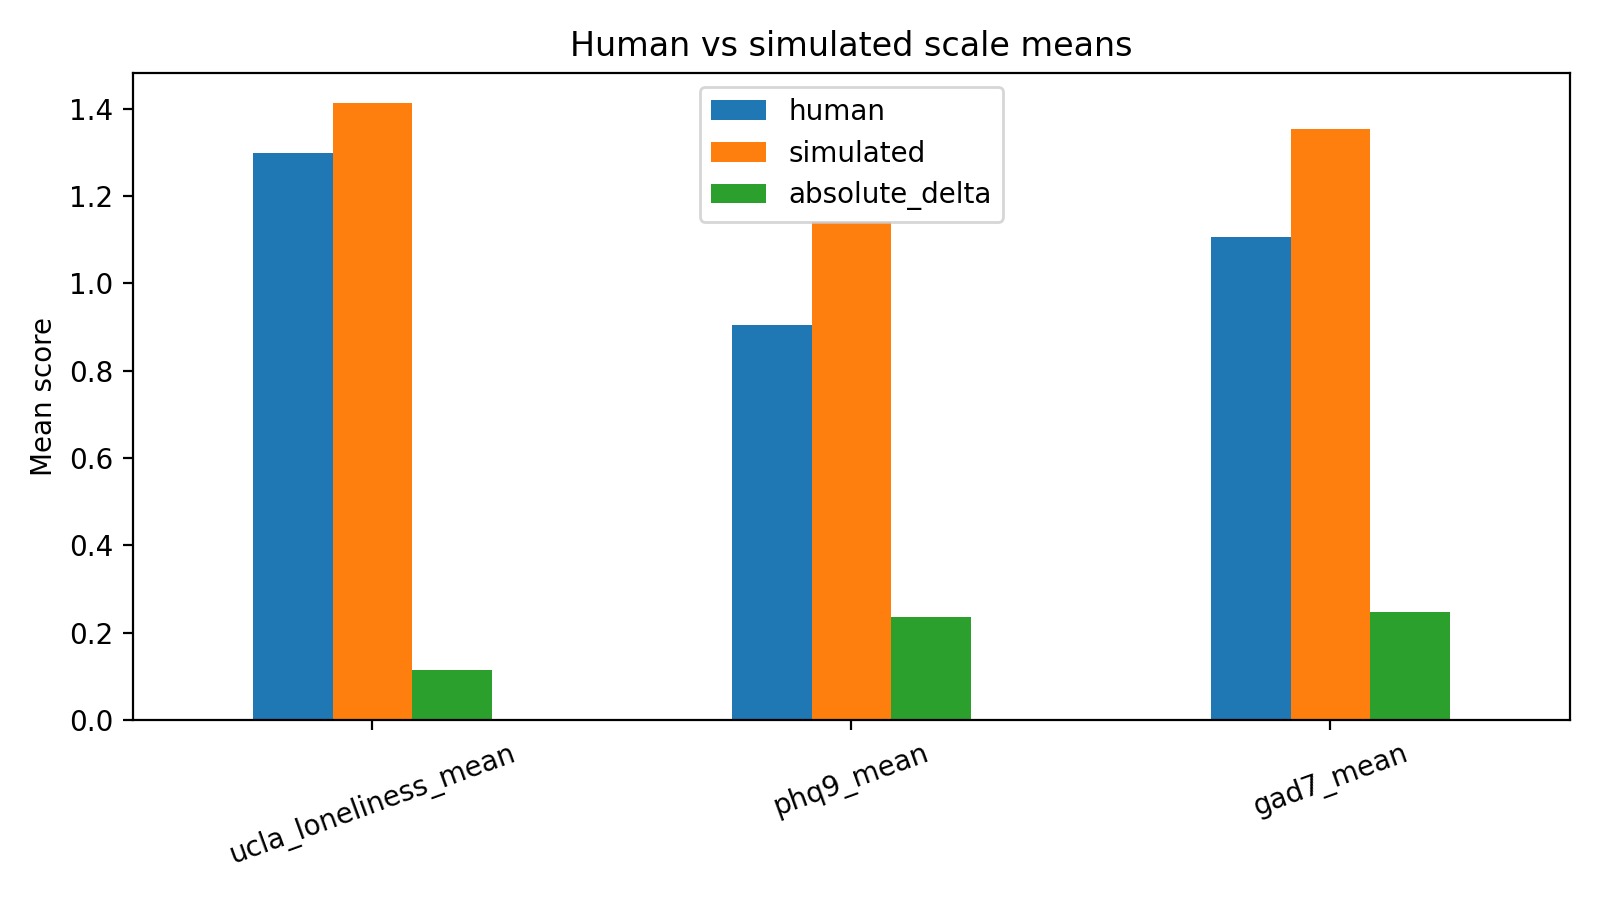 Human vs simulated scale means
human
simulated
absolute_delta
Mean score
1.4
1.2
1.0
0.8
0.6
0.4
0.2
0.0
ucla_loneliness_mean
phq9_mean
gad7_mean